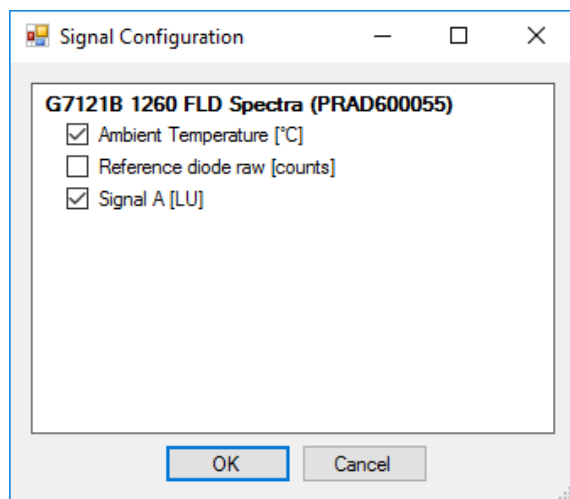 Signal Configuration
G7121B 1260 FLD Spectra (PRAD600055)
Ambient Temperature [°C]
Reference diode raw [counts]
Signal A [LU]
OK Cancel